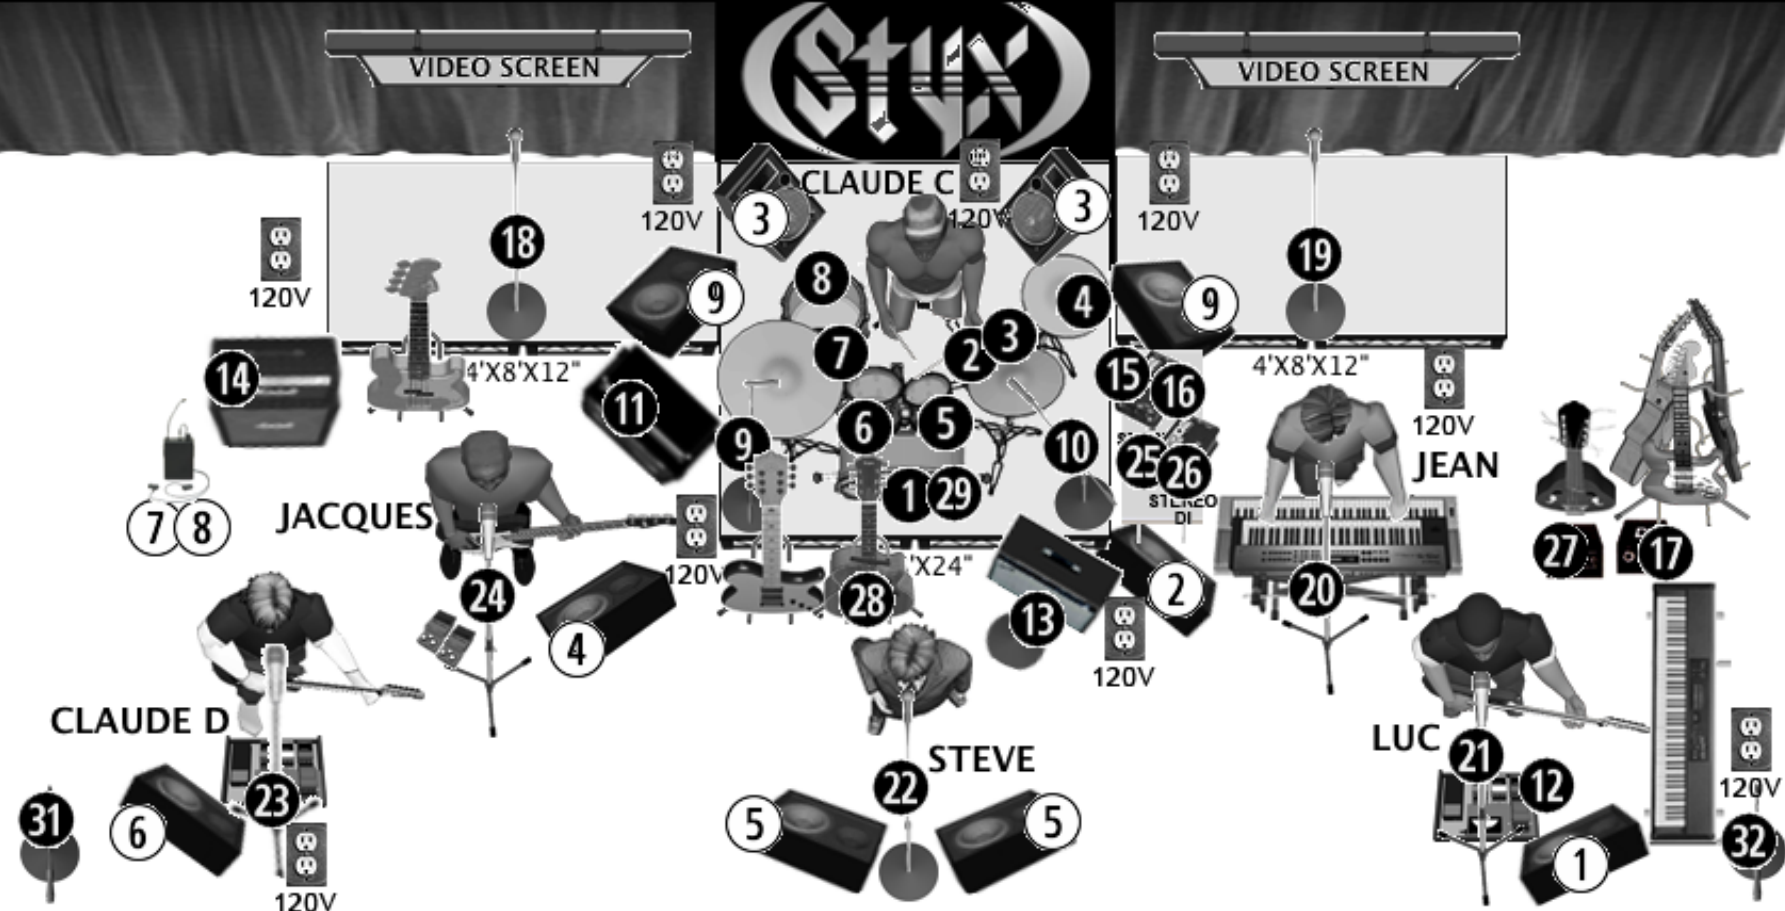 STYX
VIDEO SCREEN
VIDEO SCREEN
CLAUDE C
120V
120V
120V
120V
3
3
18
19
8
9
4
9
7
2
3
14
4'X8'X12"
15
16
4'X8'X12"
11
6
5
120V
9
10
25
26
JEAN
1
29
STEREO
DI
7
8
JACQUES
27
17
'X24"
120V
24
28
2
20
13
4
120V
CLAUDE D
LUC
21
STEVE
120V
22
12
23
31
6
5
5
32
1
120V